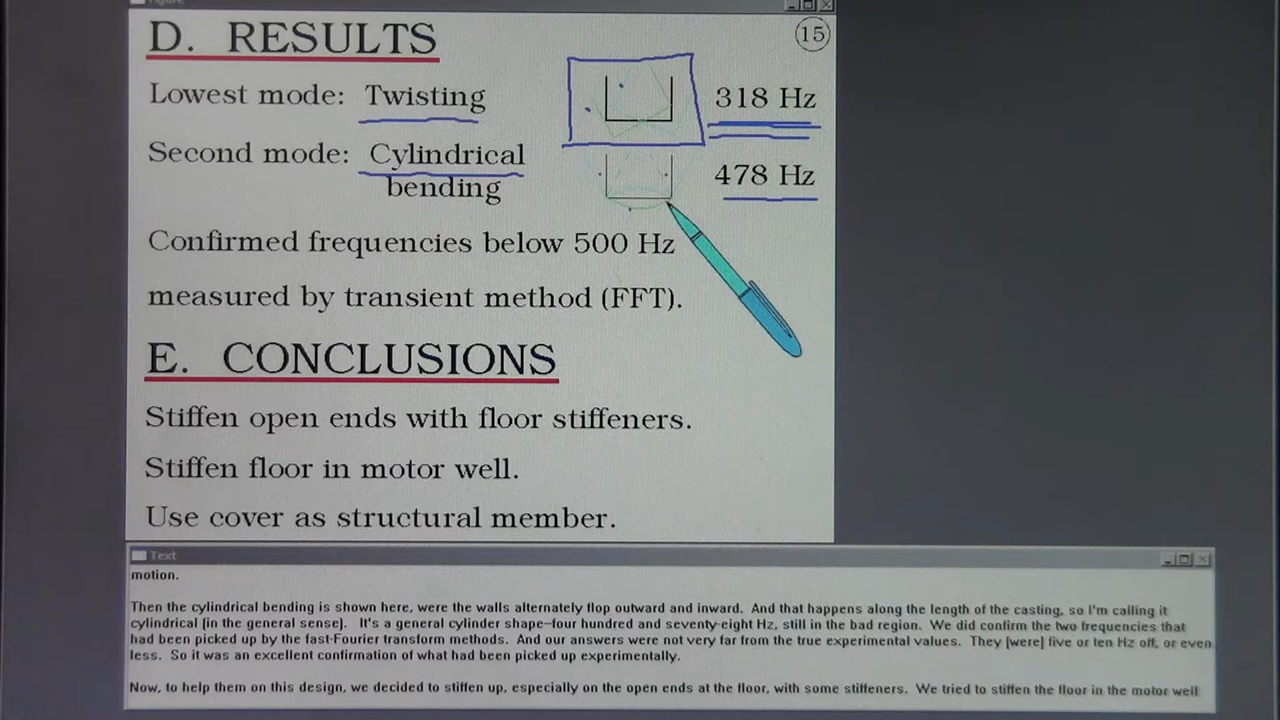 D. RESULTS
15
Lowest mode: Twisting
318 Hz
Second mode: Cylindrical
bending
478 Hz
Confirmed frequencies below 500 Hz
measured by transient method (FFT).
E. CONCLUSIONS
Stiffen open ends with floor stiffeners.
Stiffen floor in motor well.
Use cover as structural member.
Text
motion.
Then the cylindrical bending is shown here, were the walls alternately flop outward and inward. And that happens along the length of the casting, so I'm calling it
cylindrical [in the general sense]. It's a general cylinder shape–four hundred and seventy-eight Hz, still in the bad region. We did confirm the two frequencies that
had been picked up by the fast-Fourier transform methods. And our answers were not very far from the true experimental values. They [were] five or ten Hz off, or even
less. So it was an excellent confirmation of what had been picked up experimentally.
Now, to help them on this design, we decided to stiffen up, especially on the open ends at the floor, with some stiffeners. We tried to stiffen the floor in the motor well